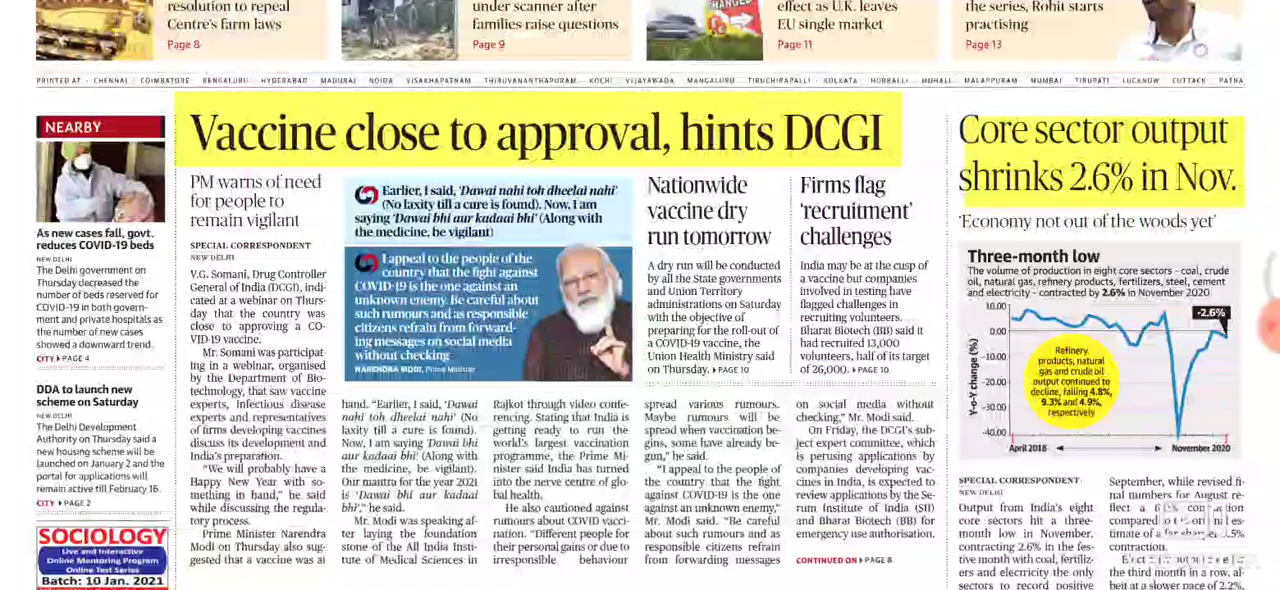 resolution to repeal
Centre's farm laws
Page 8
under scanner after
families raise questions
Page 9
CHANGED
effect as U.K. leaves
EU single market
Page 11
the series, Rohit starts
practising
Page 13
PRINTED AT · CHENNAI · COIMBATORE · BENGALURU · HYDERABAD · MADURAI · NOIDA · VISAKHAPATNAM · THIRUVANANTHAPURAM · KOCHI · VIJAYAWADA · MANGALURU · TIRUCHIRAPALLI · KOLKATA · HUBBALLI · MOHALI · MALAPPURAM · MUMBAI · TIRUPATI · LUCKNOW · CUTTACK · PATNA
NEARBY
As new cases fall, govt.
reduces COVID-19 beds
NEW DELHI
The Delhi government on
Thursday decreased the
number of beds reserved for
COVID-19 in both govern-
ment and private hospitals as
the number of new cases
showed a downward trend.
CITY ▸ PAGE 4
DDA to launch new
scheme on Saturday
NEW DELHI
The Delhi Development
Authority on Thursday said a
new housing scheme will be
launched on January 2 and the
portal for applications will
remain active till February 16.
CITY ▸ PAGE 2
SOCIOLOGY
Live and Interactive
Online Mentoring Program
Online Test Series
Batch: 10 Jan. 2021
Vaccine close to approval, hints DCGI
PM warns of need
for people to
remain vigilant
SPECIAL CORRESPONDENT
NEW DELHI
V.G. Somani, Drug Controller
General of India (DCGI), indi-
cated at a webinar on Thurs-
day that the country was
close to approving a CO-
VID-19 vaccine.
Mr. Somani was participat-
ing in a webinar, organised
by the Department of Bio-
technology, that saw vaccine
experts, infectious disease
experts and representatives
of firms developing vaccines
discuss its development and
India's preparation.
"We will probably have a
Happy New Year with so-
mething in hand," he said
while discussing the regula-
tory process.
Prime Minister Narendra
Modi on Thursday also sug-
gested that a vaccine was at
Earlier, I said, 'Dawai nahi toh dheelai nahi'
(No laxity till a cure is found). Now, I am
saying 'Dawai bhi aur kadaai bhi' (Along with
the medicine, be vigilant)
I appeal to the people of the
country that the fight against
COVID-19 is the one against an
unknown enemy. Be careful about
such rumours and as responsible
citizens refrain from forward-
ing messages on social media
without checking
NARENDRA MODI, Prime Minister
hand. "Earlier, I said, 'Dawai
nahi toh dheelai nahi' (No
laxity till a cure is found).
Now, I am saying 'Dawai bhi
aur kadaai bhi' (Along with
the medicine, be vigilant).
Our mantra for the year 2021
is 'Dawai bhi aur kadaai
bhi'," he said.
Mr. Modi was speaking af-
ter laying the foundation
stone of the All India Insti-
tute of Medical Sciences in
Rajkot through video confe-
rencing. Stating that India is
getting ready to run the
world's largest vaccination
programme, the Prime Mi-
nister said India has turned
into the nerve centre of glo-
bal health.
He also cautioned against
rumours about COVID vacci-
nation. "Different people for
their personal gains or due to
irresponsible behaviour
Nationwide
vaccine dry
run tomorrow
A dry run will be conducted
by all the State governments
and Union Territory
administrations on Saturday
with the objective of
preparing for the roll-out of
a COVID-19 vaccine, the
Union Health Ministry said
on Thursday. ▸ PAGE 10
Firms flag
'recruitment'
challenges
India may be at the cusp of
a vaccine but companies
involved in testing have
flagged challenges in
recruiting volunteers.
Bharat Biotech (BB) said it
had recruited 13,000
volunteers, half of its target
of 26,000. ▸ PAGE 10
spread various rumours.
Maybe rumours will be
spread when vaccination be-
gins, some have already be-
gun," he said.
"I appeal to the people of
the country that the fight
against COVID-19 is the one
against an unknown enemy,"
Mr. Modi said. "Be careful
about such rumours and as
responsible citizens refrain
from forwarding messages
on social media without
checking," Mr. Modi said.
On Friday, the DCGI's sub-
ject expert committee, which
is perusing applications by
companies developing vac-
cines in India, is expected to
review applications by the Se-
rum Institute of India (SII)
and Bharat Biotech (BB) for
emergency use authorisation.
CONTINUED ON ▸ PAGE 8
Core sector output
shrinks 2.6% in Nov.
'Economy not out of the woods yet'
Three-month low
The volume of production in eight core sectors - coal, crude
oil, natural gas, refinery products, fertilizers, steel, cement
and electricity - contracted by 2.6% in November 2020
10.00
0.00
-10.00
-20.00
-30.00
-40.00
Y-o-Y change (%)
-2.6%
Refinery
products, natural
gas and crude oil
output continued to
decline, falling 4.8%,
9.3% and 4.9%,
respectively
April 2018
November 2020
SPECIAL CORRESPONDENT
NEW DELHI
Output from India's eight
core sectors hit a three-
month low in November,
contracting 2.6% in the fes-
tive month with coal, fertiliz-
ers and electricity the only
sectors to record positive
September, while revised fi-
nal numbers for August re-
flect a
compared to
timate of a
contraction.
the third month in a row, al-
beit at a slower pace of 2.2%,